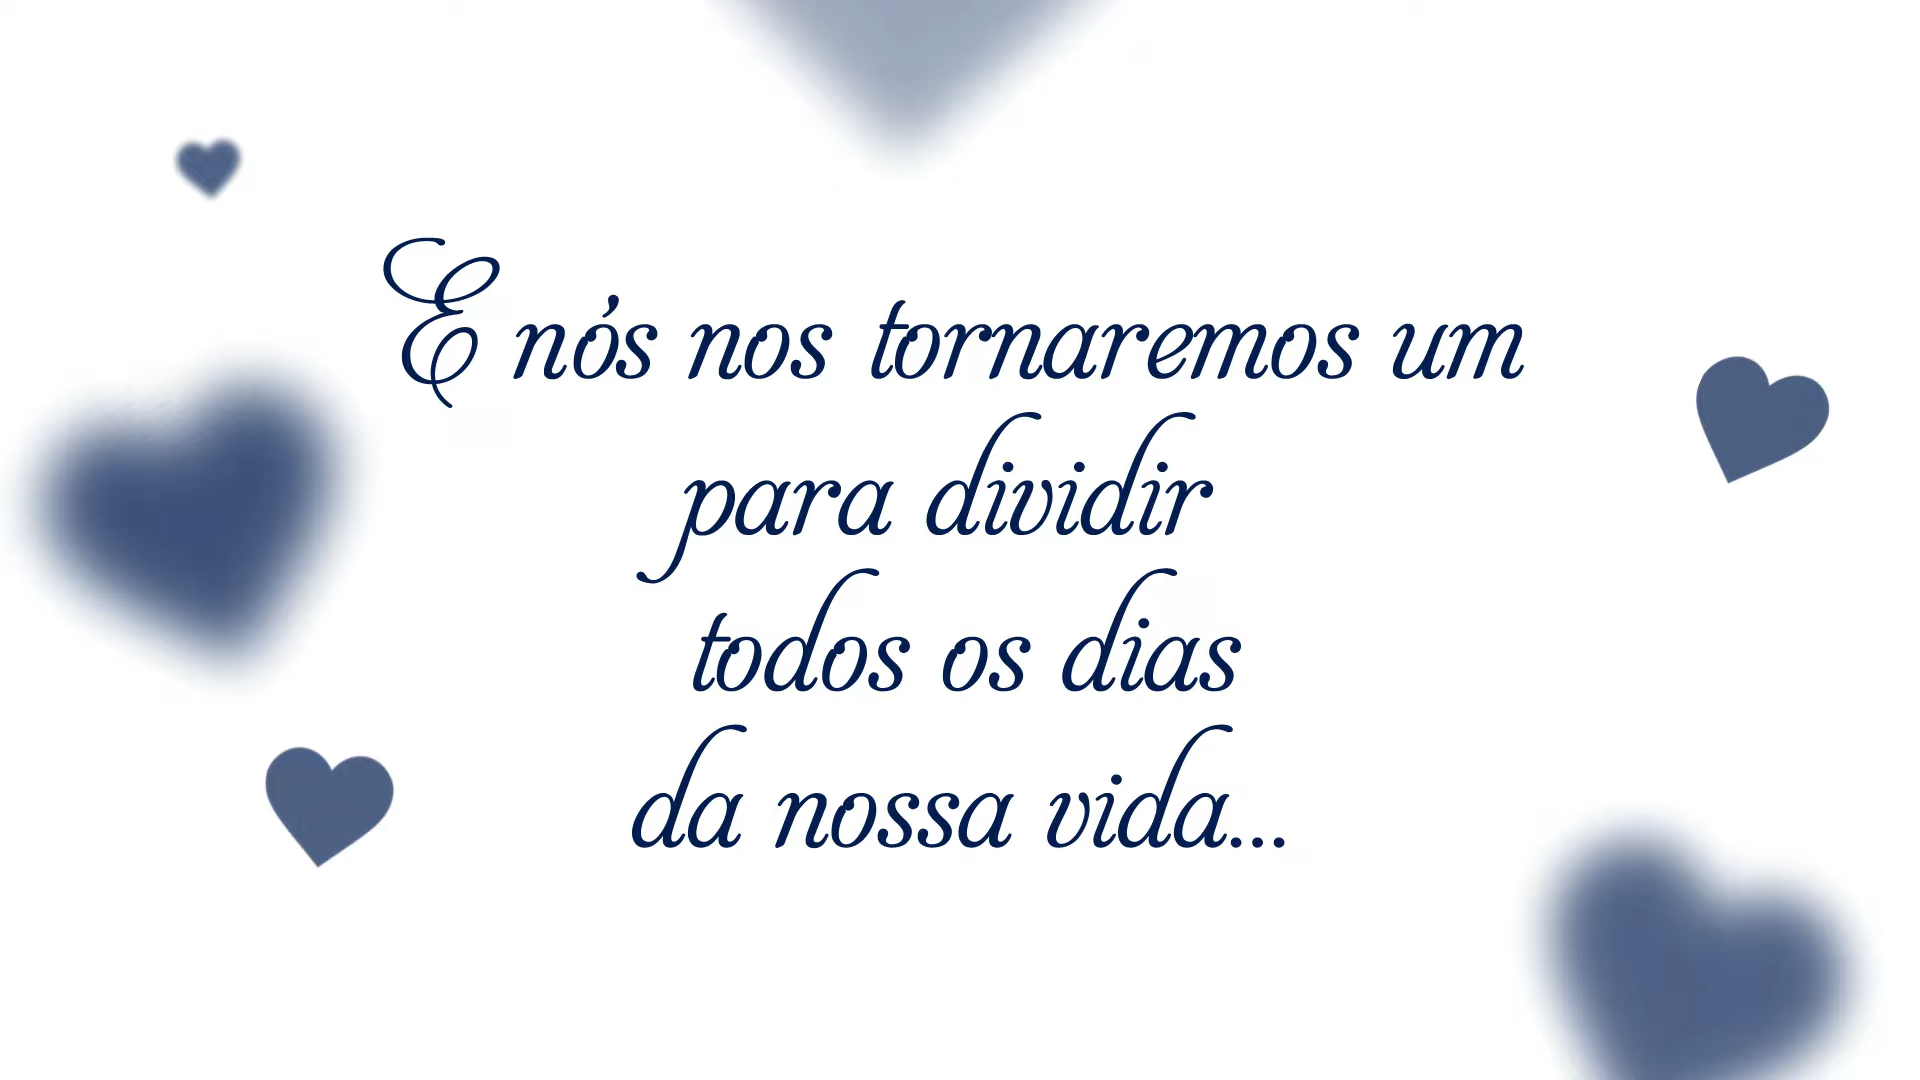 E nós nos tornaremos um
para dividir
todos os dias
da nossa vida...